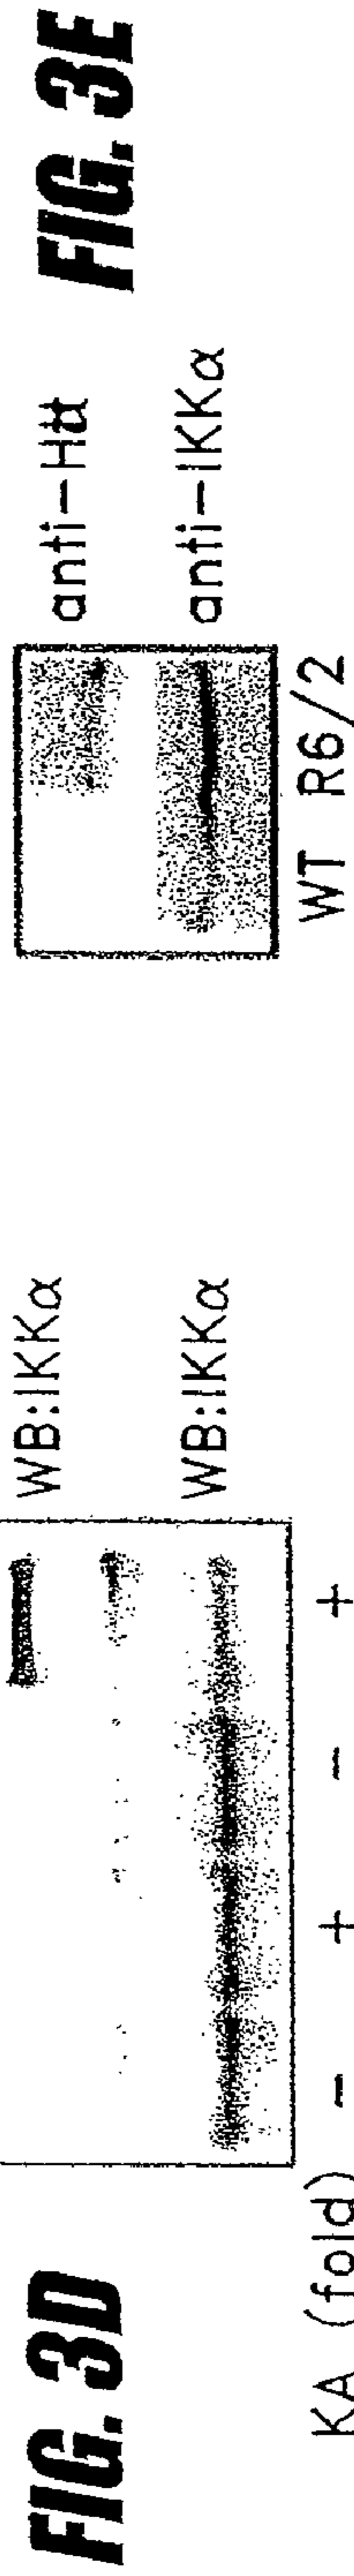 FIG. 3D
WB:IKKα
WB:IKKα
KA (fold) - + - +
FIG. 3E
anti-Htt
anti-IKKα
WT R6/2